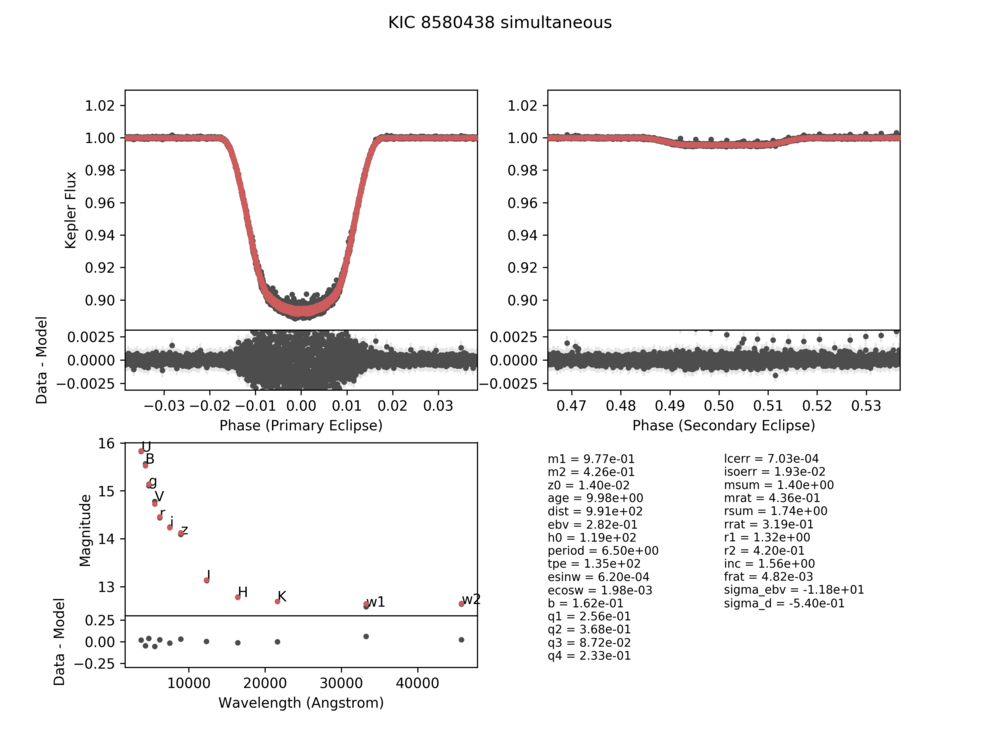 KIC 8580438 simultaneous
1.02
1.00
0.98
0.96
0.94
0.92
0.90
Kepler Flux
0.0025
0.0000
−0.0025
Data - Model
−0.03 −0.02 −0.01 0.00 0.01 0.02 0.03
Phase (Primary Eclipse)
1.02
1.00
0.98
0.96
0.94
0.92
0.90
0.0025
0.0000
−0.0025
0.47 0.48 0.49 0.50 0.51 0.52 0.53
Phase (Secondary Eclipse)
16
15
14
13
Magnitude
U
B
g
V
r
i
z
J
H
K
w1
w2
0.25
0.00
−0.25
Data - Model
10000 20000 30000 40000
Wavelength (Angstrom)
m1 = 9.77e-01
m2 = 4.26e-01
z0 = 1.40e-02
age = 9.98e+00
dist = 9.91e+02
ebv = 2.82e-01
h0 = 1.19e+02
period = 6.50e+00
tpe = 1.35e+02
esinw = 6.20e-04
ecosw = 1.98e-03
b = 1.62e-01
q1 = 2.56e-01
q2 = 3.68e-01
q3 = 8.72e-02
q4 = 2.33e-01
lcerr = 7.03e-04
isoerr = 1.93e-02
msum = 1.40e+00
mrat = 4.36e-01
rsum = 1.74e+00
rrat = 3.19e-01
r1 = 1.32e+00
r2 = 4.20e-01
inc = 1.56e+00
frat = 4.82e-03
sigma_ebv = -1.18e+01
sigma_d = -5.40e-01